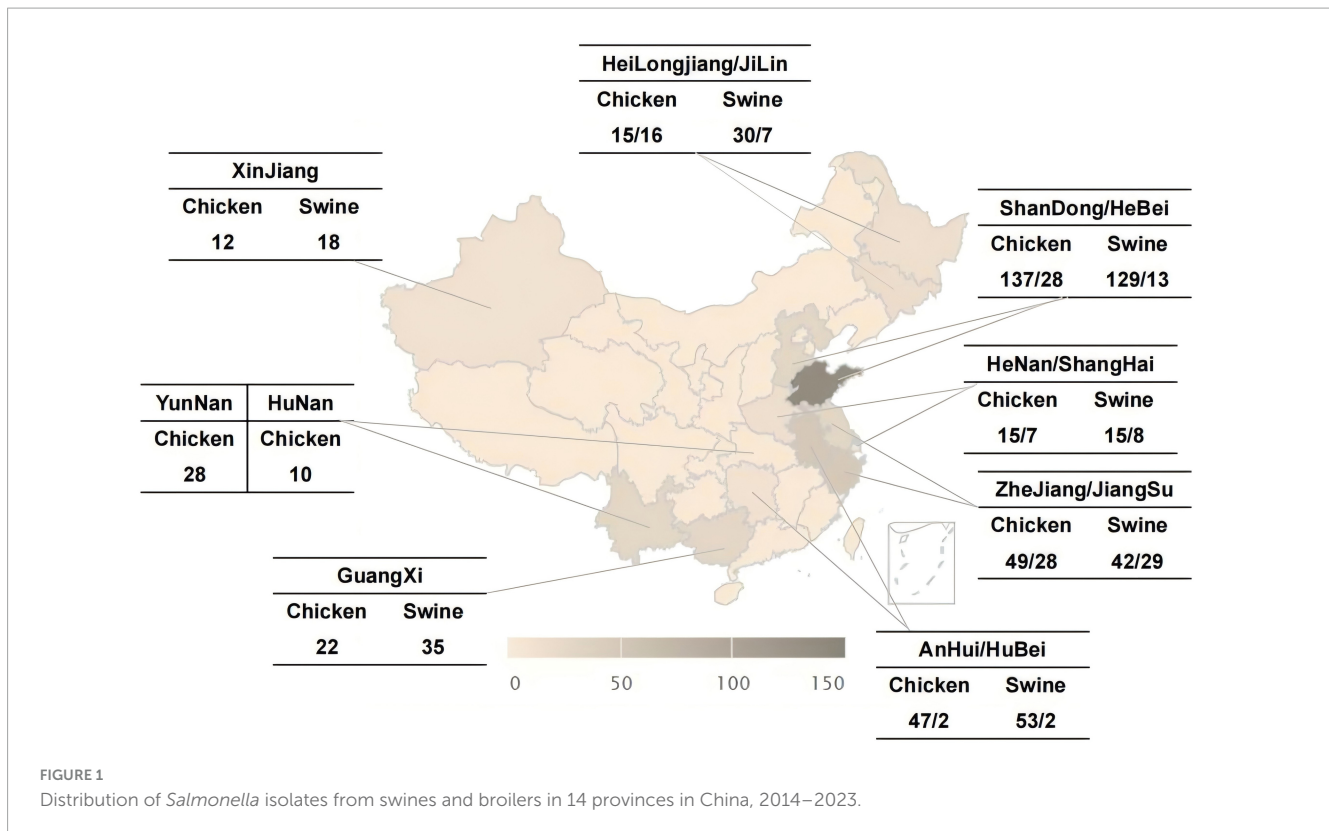 HeiLongjiang/JiLin
Chicken Swine
15/16 30/7
XinJiang
Chicken Swine
12 18
ShanDong/HeBei
Chicken Swine
137/28 129/13
HeNan/ShangHai
Chicken Swine
15/7 15/8
YunNan HuNan
Chicken Chicken
28 10
ZheJiang/JiangSu
Chicken Swine
49/28 42/29
GuangXi
Chicken Swine
22 35
AnHui/HuBei
Chicken Swine
47/2 53/2
0 50 100 150
FIGURE 1
Distribution of Salmonella isolates from swines and broilers in 14 provinces in China, 2014–2023.